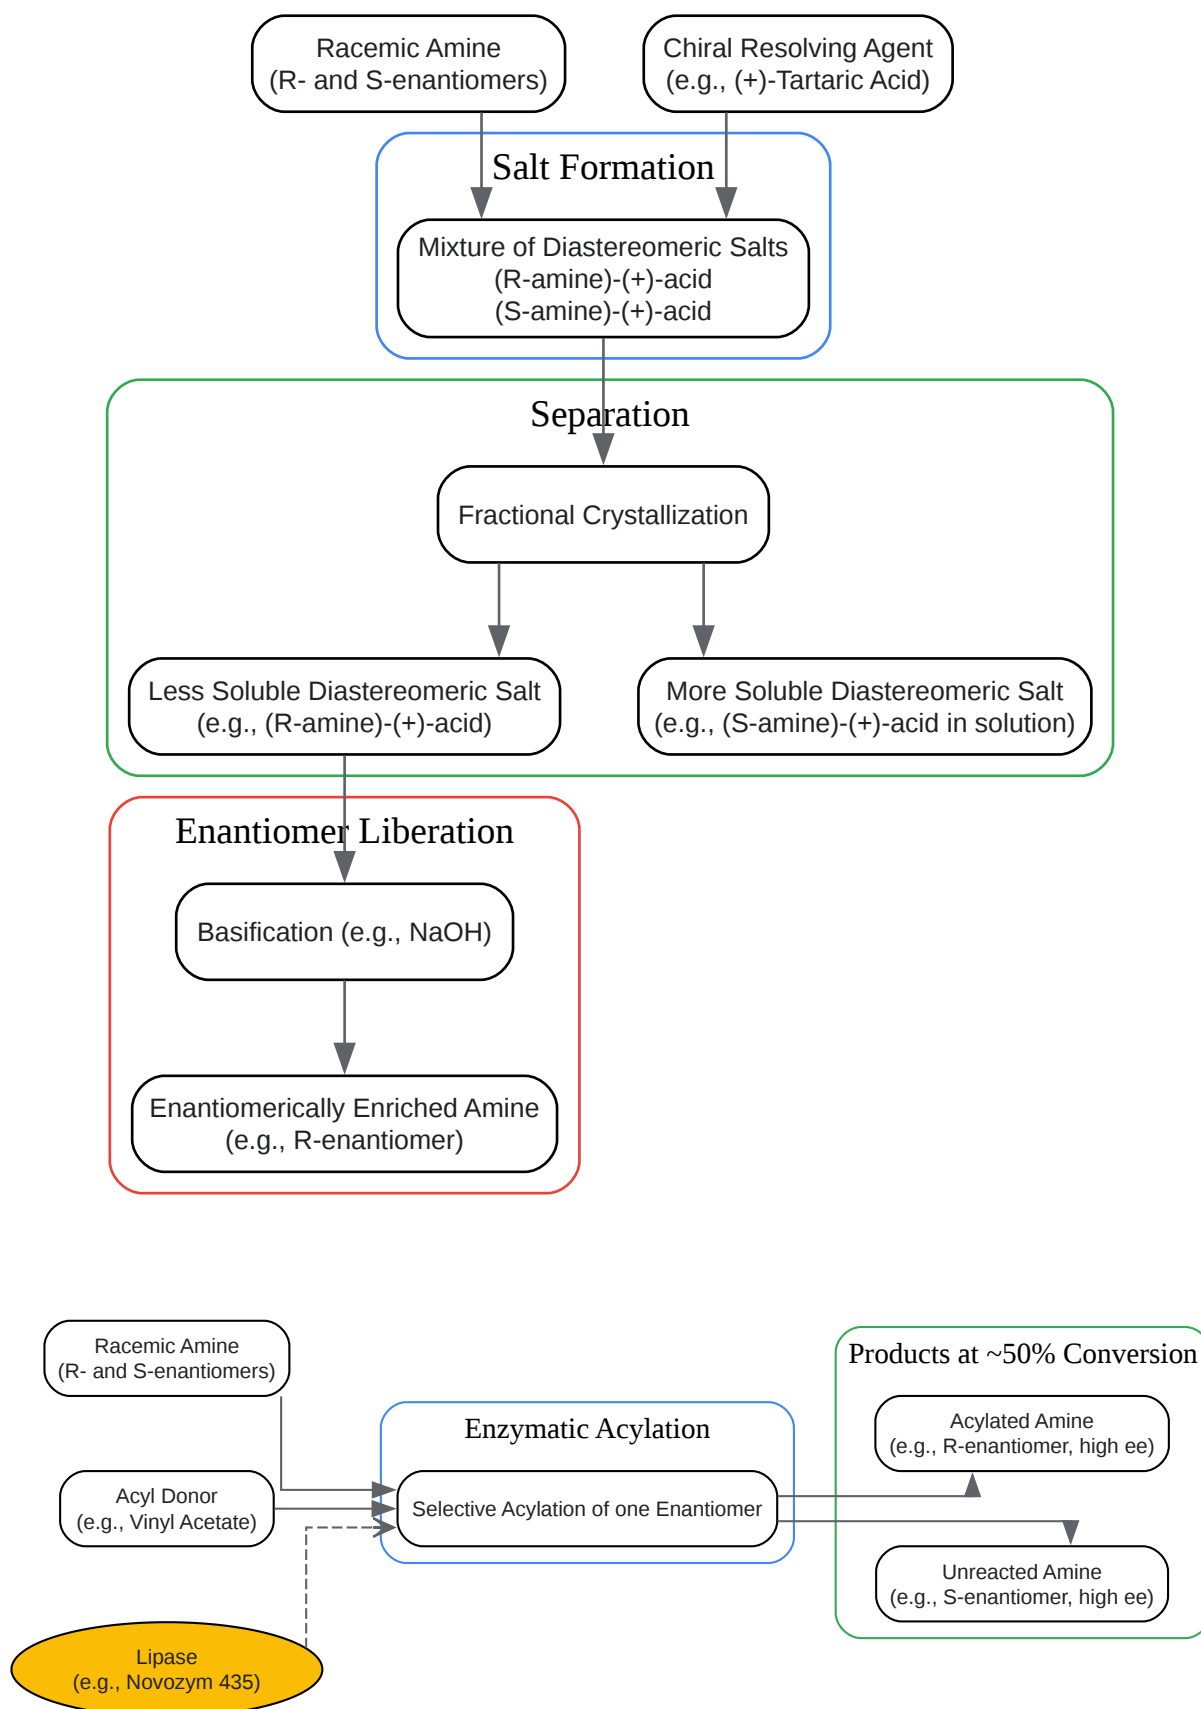 Racemic Amine
(R- and S-enantiomers)
Chiral Resolving Agent
(e.g., (+)-Tartaric Acid)
Salt Formation
Mixture of Diastereomeric Salts
(R-amine)-(+)-acid
(S-amine)-(+)-acid
Separation
Fractional Crystallization
Less Soluble Diastereomeric Salt
(e.g., (R-amine)-(+)-acid)
More Soluble Diastereomeric Salt
(e.g., (S-amine)-(+)-acid in solution)
Enantiomer Liberation
Basification (e.g., NaOH)
Enantiomerically Enriched Amine
(e.g., R-enantiomer)
Racemic Amine
(R- and S-enantiomers)
Acyl Donor
(e.g., Vinyl Acetate)
Lipase
(e.g., Novozym 435)
Enzymatic Acylation
Selective Acylation of one Enantiomer
Products at ~50% Conversion
Acylated Amine
(e.g., R-enantiomer, high ee)
Unreacted Amine
(e.g., S-enantiomer, high ee)